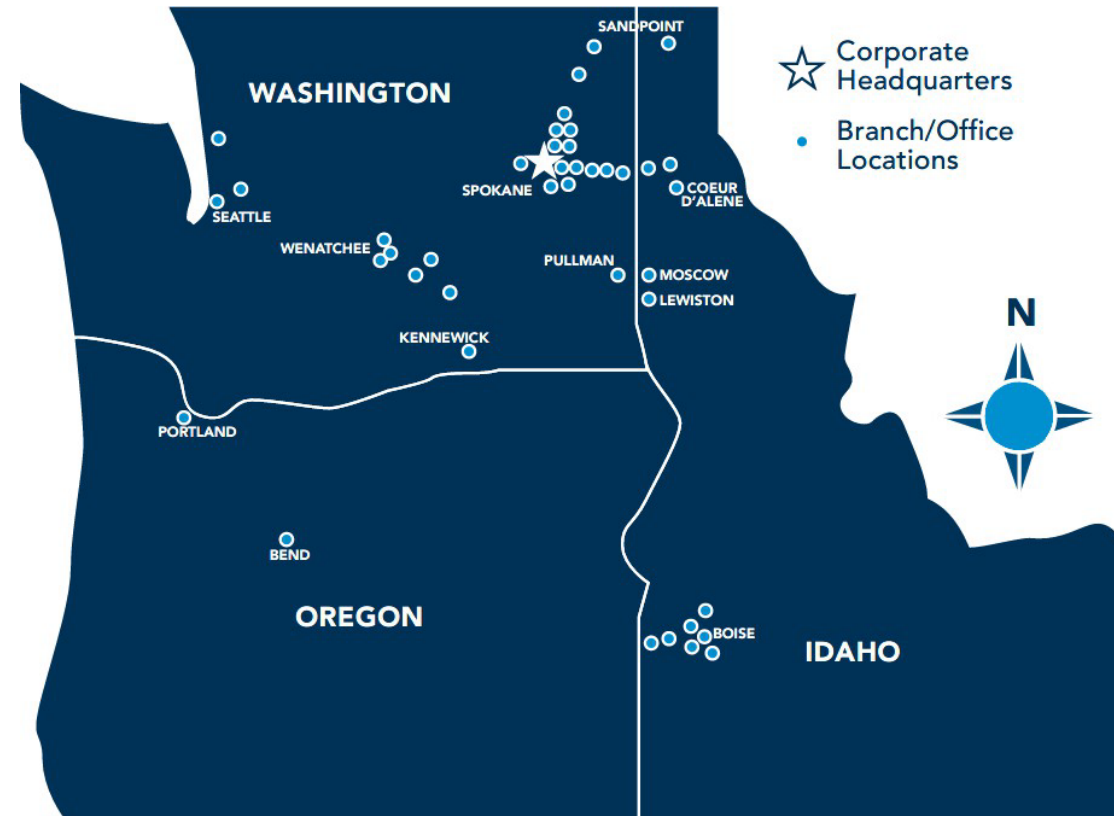 SANDPOINT
WASHINGTON
Corporate
Headquarters
Branch/Office
Locations
SPOKANE
COEUR
D'ALENE
SEATTLE
WENATCHEE
PULLMAN
MOSCOW
LEWISTON
KENNEWICK
N
PORTLAND
BEND
OREGON
BOISE
IDAHO